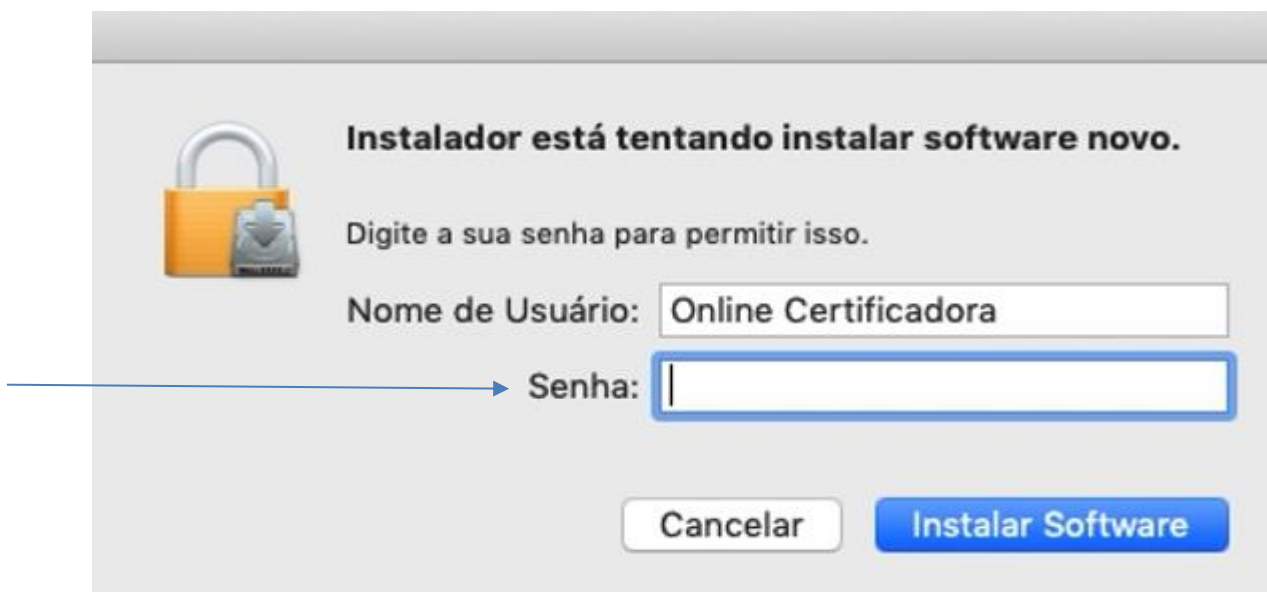 Instalador está tentando instalar software novo.
Digite a sua senha para permitir isso.
Nome de Usuário: Online Certificadora
Senha:
Cancelar Instalar Software